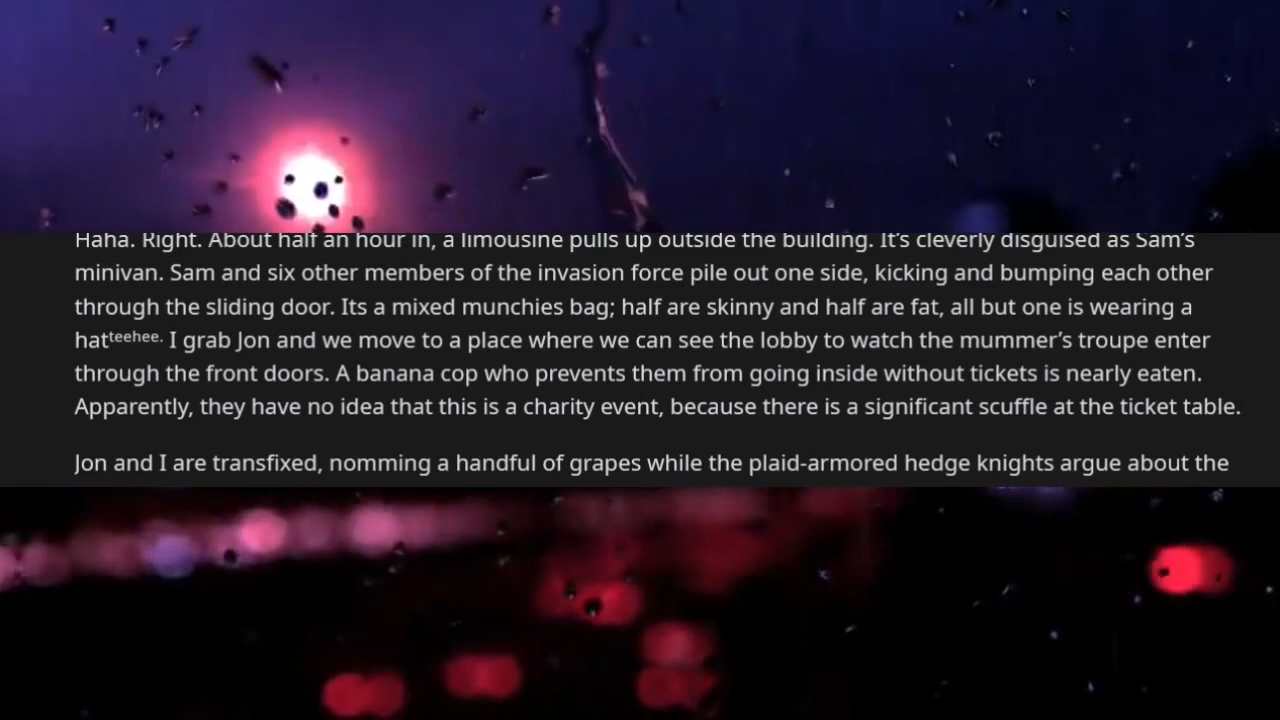 Haha. Right. About half an hour in, a limousine pulls up outside the building. It’s cleverly disguised as Sam’s
minivan. Sam and six other members of the invasion force pile out one side, kicking and bumping each other
through the sliding door. Its a mixed munchies bag; half are skinny and half are fat, all but one is wearing a
hatteehee. I grab Jon and we move to a place where we can see the lobby to watch the mummer’s troupe enter
through the front doors. A banana cop who prevents them from going inside without tickets is nearly eaten.
Apparently, they have no idea that this is a charity event, because there is a significant scuffle at the ticket table.
Jon and I are transfixed, nomming a handful of grapes while the plaid-armored hedge knights argue about the